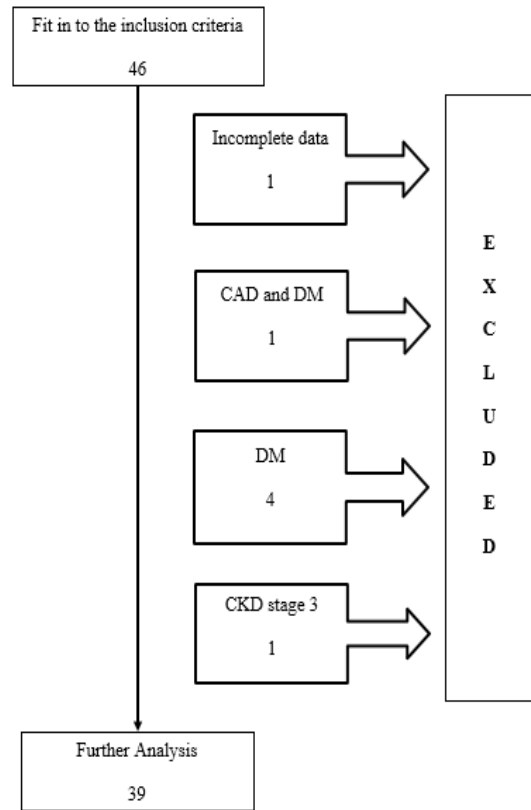 Fit in to the inclusion criteria
46
Incomplete data
1
CAD and DM
1
DM
4
CKD stage 3
1
EXCLUDED
Further Analysis
39